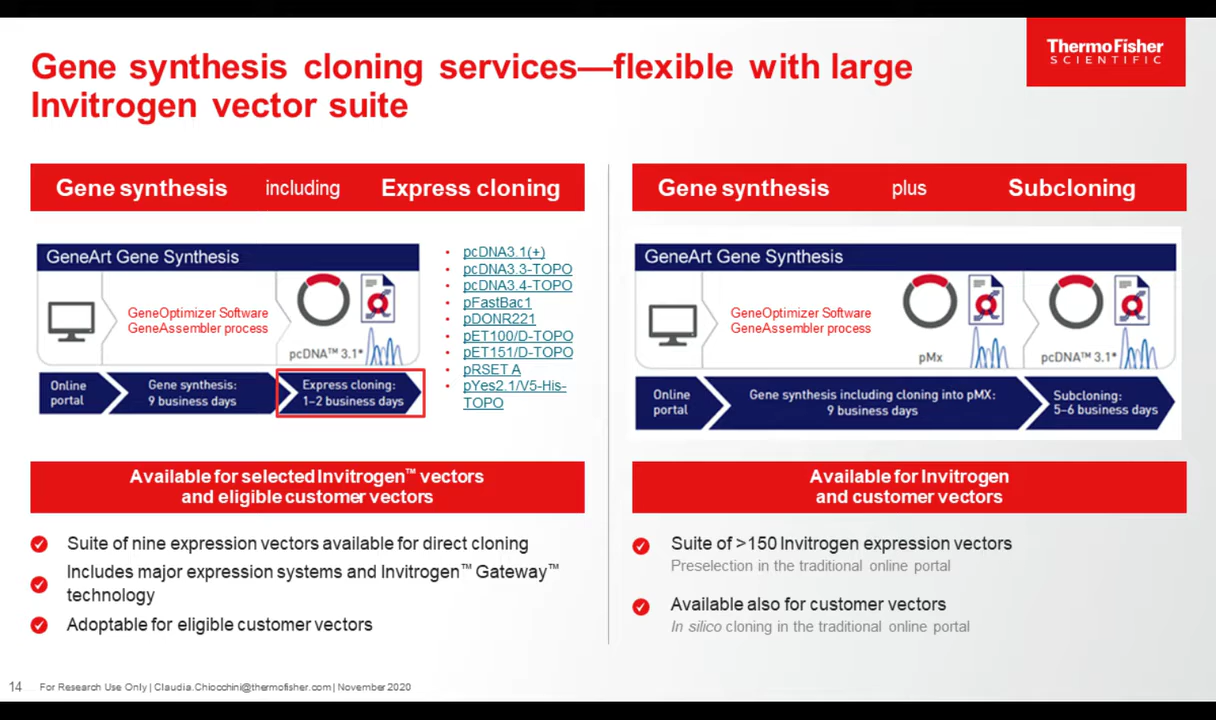 Gene synthesis cloning services—flexible with large
Invitrogen vector suite
ThermoFisher
SCIENTIFIC
Gene synthesis including Express cloning
GeneArt Gene Synthesis
GeneOptimizer Software
GeneAssembler process
pcDNA™ 3.1*
Online
portal
Gene synthesis:
9 business days
Express cloning:
1–2 business days
• pcDNA3.1(+)
• pcDNA3.3-TOPO
• pcDNA3.4-TOPO
• pFastBac1
• pDONR221
• pET100/D-TOPO
• pET151/D-TOPO
• pRSET A
• pYes2.1/V5-His-
TOPO
Available for selected Invitrogen™ vectors
and eligible customer vectors
Suite of nine expression vectors available for direct cloning
Includes major expression systems and Invitrogen™ Gateway™
technology
Adoptable for eligible customer vectors
Gene synthesis plus Subcloning
GeneArt Gene Synthesis
GeneOptimizer Software
GeneAssembler process
pMx
pcDNA™ 3.1*
Online
portal
Gene synthesis including cloning into pMX:
9 business days
Subcloning:
5–6 business days
Available for Invitrogen
and customer vectors
Suite of >150 Invitrogen expression vectors
Preselection in the traditional online portal
Available also for customer vectors
In silico cloning in the traditional online portal
14 For Research Use Only | Claudia.Chiocchini@thermofisher.com | November 2020